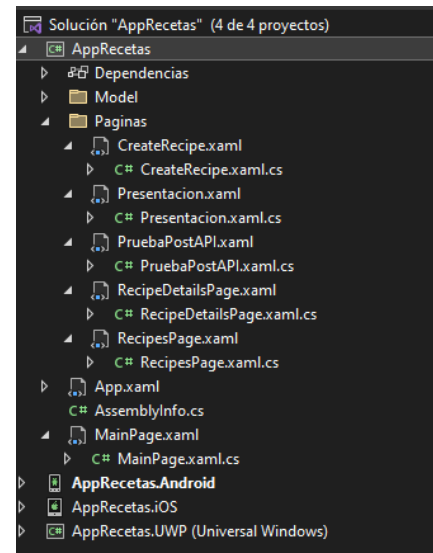 Solución "AppRecetas" (4 de 4 proyectos)
C# AppRecetas
Dependencias
Model
Paginas
CreateRecipe.xaml
C# CreateRecipe.xaml.cs
Presentacion.xaml
C# Presentacion.xaml.cs
PruebaPostAPI.xaml
C# PruebaPostAPI.xaml.cs
RecipeDetailsPage.xaml
C# RecipeDetailsPage.xaml.cs
RecipesPage.xaml
C# RecipesPage.xaml.cs
App.xaml
C# AssemblyInfo.cs
MainPage.xaml
C# MainPage.xaml.cs
AppRecetas.Android
AppRecetas.iOS
C# AppRecetas.UWP (Universal Windows)